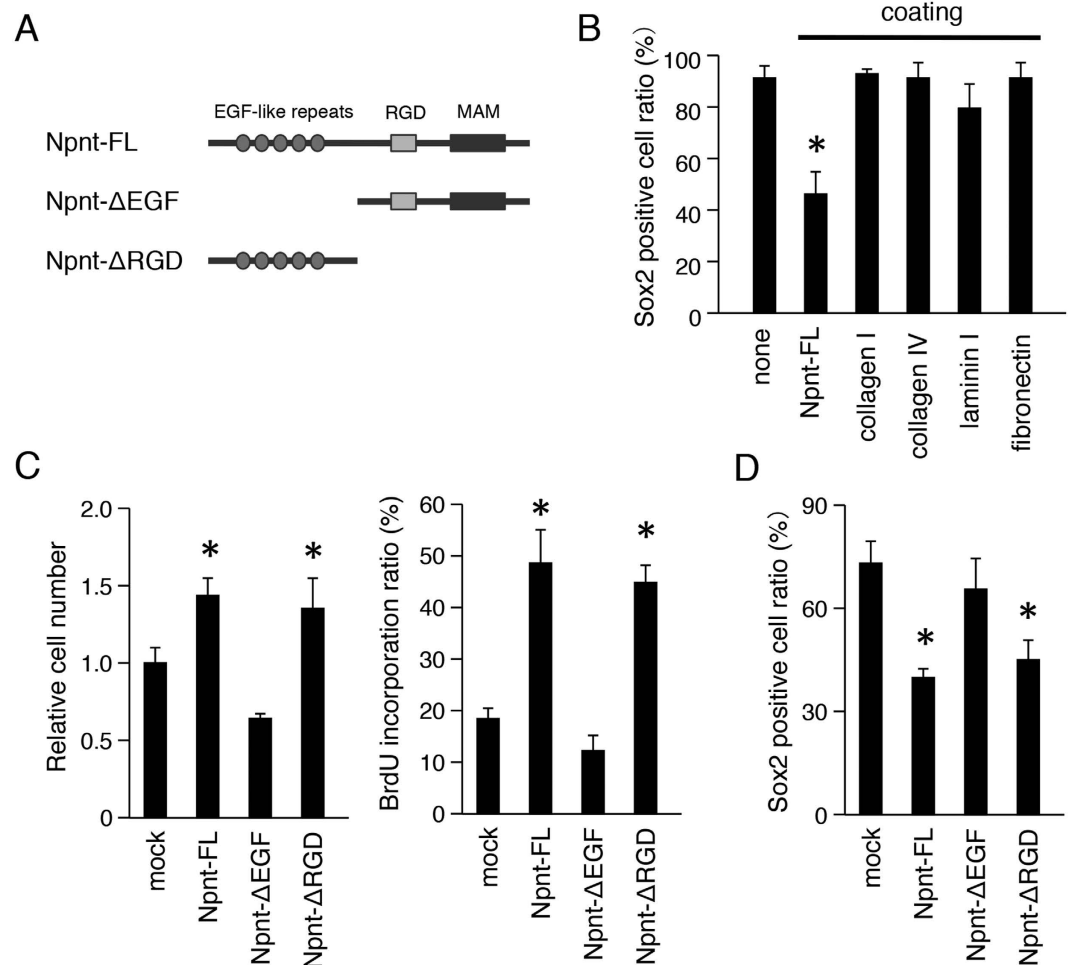 A
EGF-like repeats RGD MAM
Npnt-FL
Npnt-ΔEGF
Npnt-ΔRGD
B
coating
Sox2 positive cell ratio (%)
100
80
60
40
20
0
*
none
Npnt-FL
collagen I
collagen IV
laminin I
fibronectin
C
Relative cell number
2.0
1.5
1.0
0.5
0
* *
mock
Npnt-FL
Npnt-ΔEGF
Npnt-ΔRGD
BrdU incorporation ratio (%)
60
50
40
30
20
10
0
* *
mock
Npnt-FL
Npnt-ΔEGF
Npnt-ΔRGD
D
Sox2 positive cell ratio (%)
90
60
30
0
* *
mock
Npnt-FL
Npnt-ΔEGF
Npnt-ΔRGD